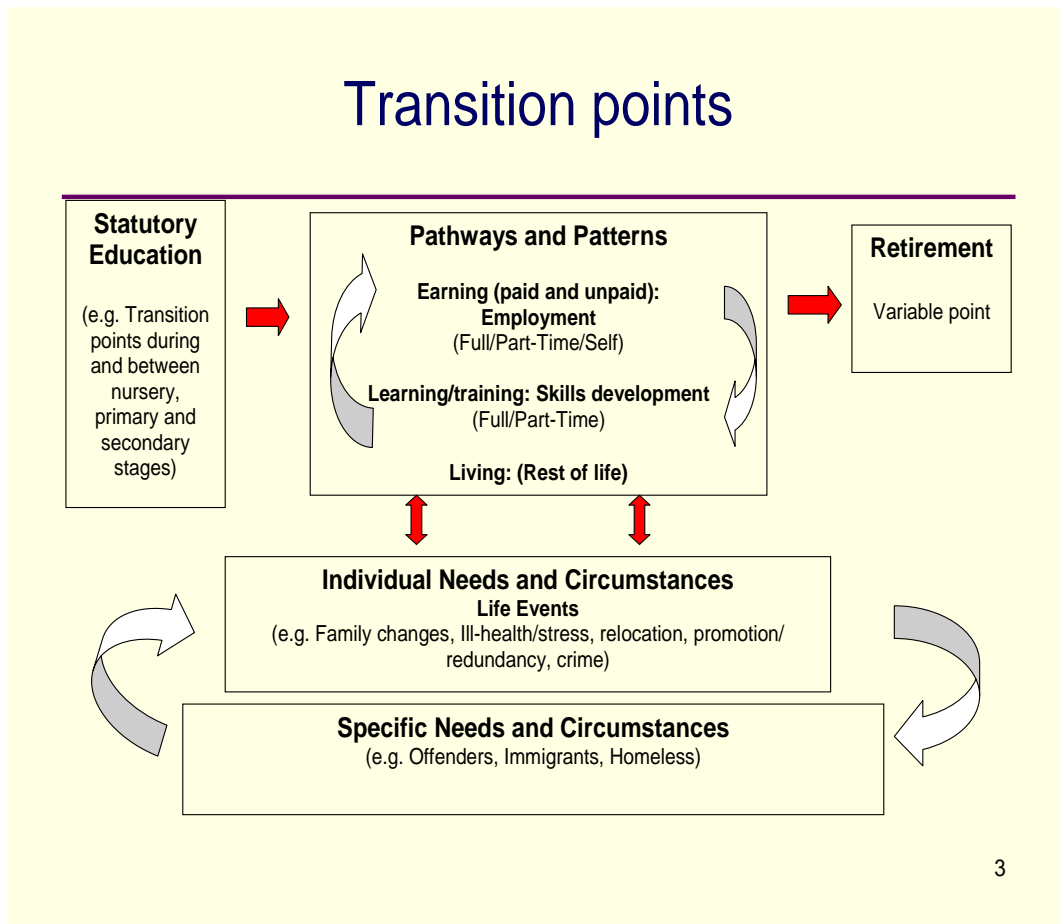 Transition points
Statutory
Education
(e.g. Transition
points during
and between
nursery,
primary and
secondary
stages)
Pathways and Patterns
Earning (paid and unpaid):
Employment
(Full/Part-Time/Self)
Learning/training: Skills development
(Full/Part-Time)
Living: (Rest of life)
Retirement
Variable point
Individual Needs and Circumstances
Life Events
(e.g. Family changes, Ill-health/stress, relocation, promotion/
redundancy, crime)
Specific Needs and Circumstances
(e.g. Offenders, Immigrants, Homeless)
3